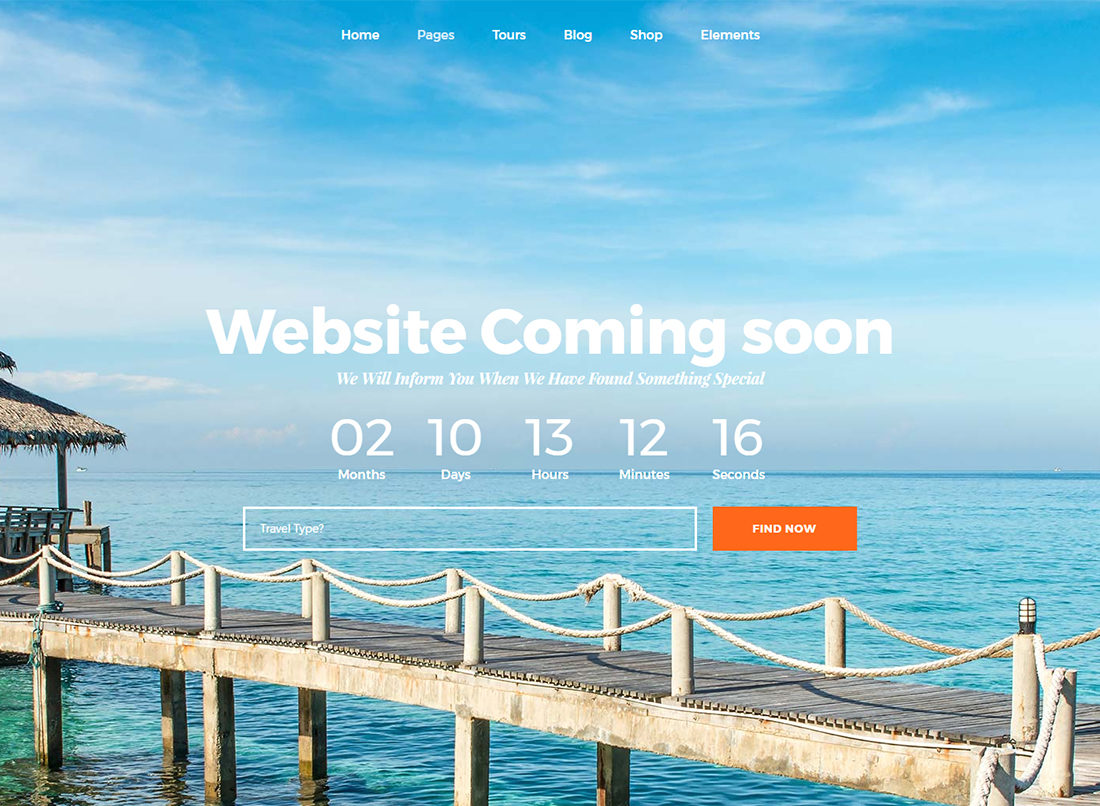 Home Pages Tours Blog Shop Elements
Website Coming soon
We Will Inform You When We Have Found Something Special
02 10 13 12 16
Months Days Hours Minutes Seconds
Travel Type? FIND NOW